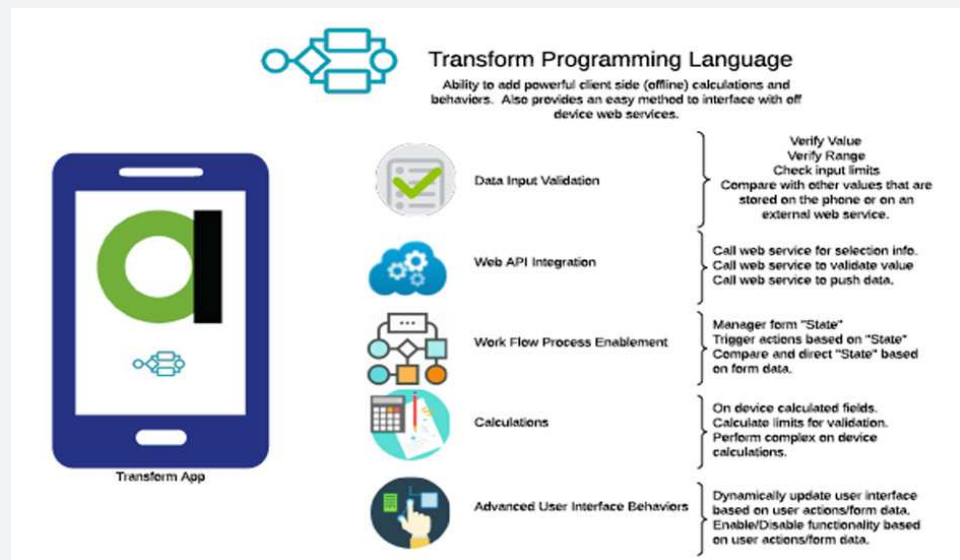 Transform Programming Language
Ability to add powerful client side (offline) calculations and
behaviors. Also provides an easy method to interface with off
device web services.
Data Input Validation
Verify Value
Verify Range
Check input limits
Compare with other values that are
stored on the phone or on an
external web service.
Web API Integration
Call web service for selection info.
Call web service to validate value
Call web service to push data.
Work Flow Process Enablement
Manager form "State"
Trigger actions based on "State"
Compare and direct "State" based
on form data.
Calculations
On device calculated fields.
Calculate limits for validation.
Perform complex on device
calculations.
Advanced User Interface Behaviors
Dynamically update user interface
based on user actions/form data.
Enable/Disable functionality based
on user actions/form data.
Transform App